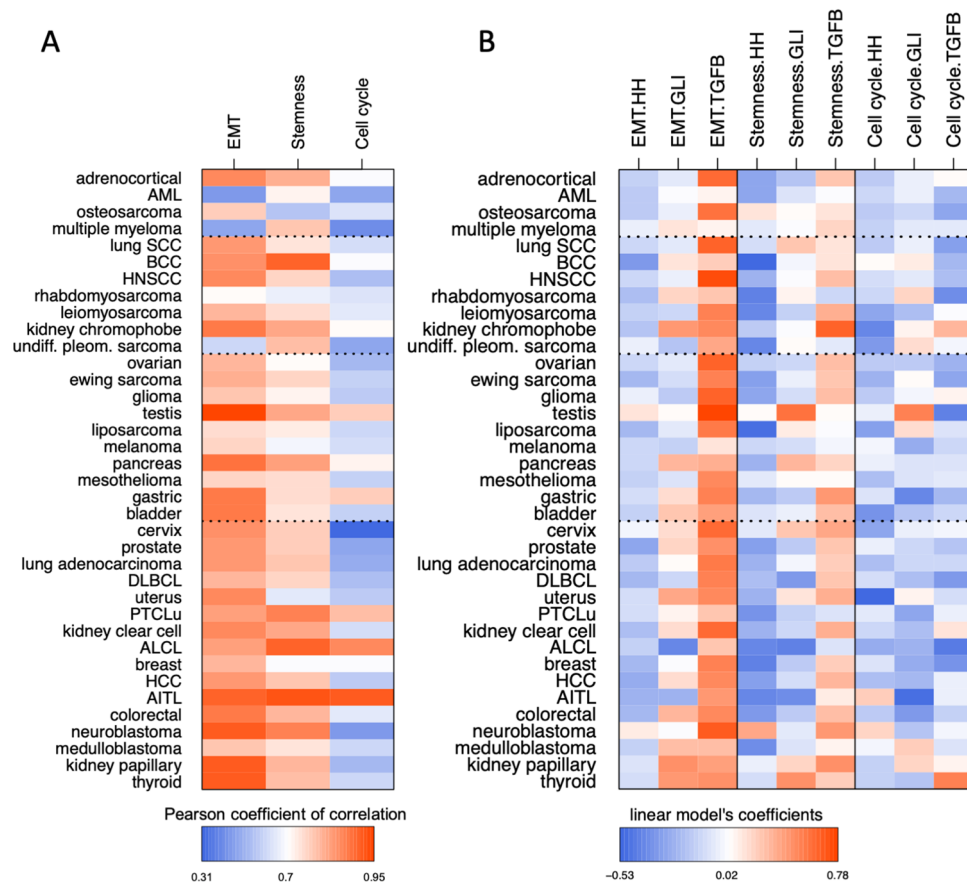 A
B
EMT
Stemness
Cell cycle
EMT.HH
EMT.GLI
EMT.TGFB
Stemness.HH
Stemness.GLI
Stemness.TGFB
Cell cycle.HH
Cell cycle.GLI
Cell cycle.TGFB
adrenocortical
AML
osteosarcoma
multiple myeloma
lung SCC
BCC
HNSCC
rhabdomyosarcoma
leiomyosarcoma
kidney chromophobe
undiff. pleom. sarcoma
ovarian
ewing sarcoma
glioma
testis
liposarcoma
melanoma
pancreas
mesothelioma
gastric
bladder
cervix
prostate
lung adenocarcinoma
DLBCL
uterus
PTCLu
kidney clear cell
ALCL
breast
HCC
AITL
colorectal
neuroblastoma
medulloblastoma
kidney papillary
thyroid
Pearson coefficient of correlation
0.31 0.7 0.95
adrenocortical
AML
osteosarcoma
multiple myeloma
lung SCC
BCC
HNSCC
rhabdomyosarcoma
leiomyosarcoma
kidney chromophobe
undiff. pleom. sarcoma
ovarian
ewing sarcoma
glioma
testis
liposarcoma
melanoma
pancreas
mesothelioma
gastric
bladder
cervix
prostate
lung adenocarcinoma
DLBCL
uterus
PTCLu
kidney clear cell
ALCL
breast
HCC
AITL
colorectal
neuroblastoma
medulloblastoma
kidney papillary
thyroid
linear model's coefficients
−0.53 0.02 0.78